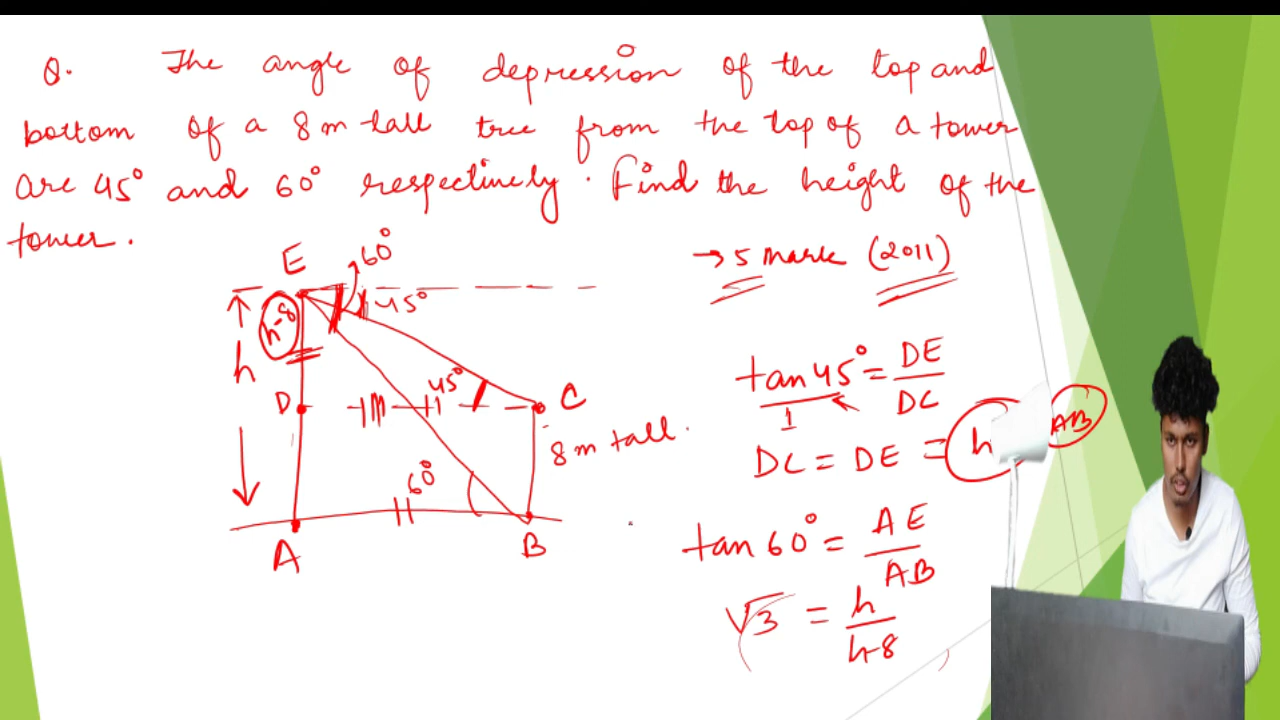 Q. The angle of depression of the top and
bottom of a 8 m tall tree from the top of a tower
are 45° and 60° respectively. Find the height of the
tower.
→ 5 mark (2011)
E
60°
45°
h-8
h
D
45°
C
8 m tall.
60°
A
B
tan 45° = DE/DC
1
DC = DE = h
AB
tan 60° = AE/AB
√3 = h/h-8